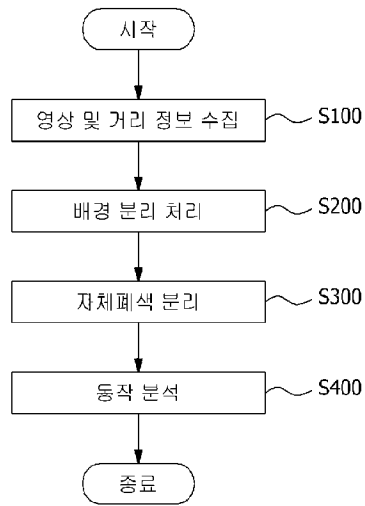 시작
영상 및 거리 정보 수집
S100
배경 분리 처리
S200
자체폐색 분리
S300
동작 분석
S400
종료